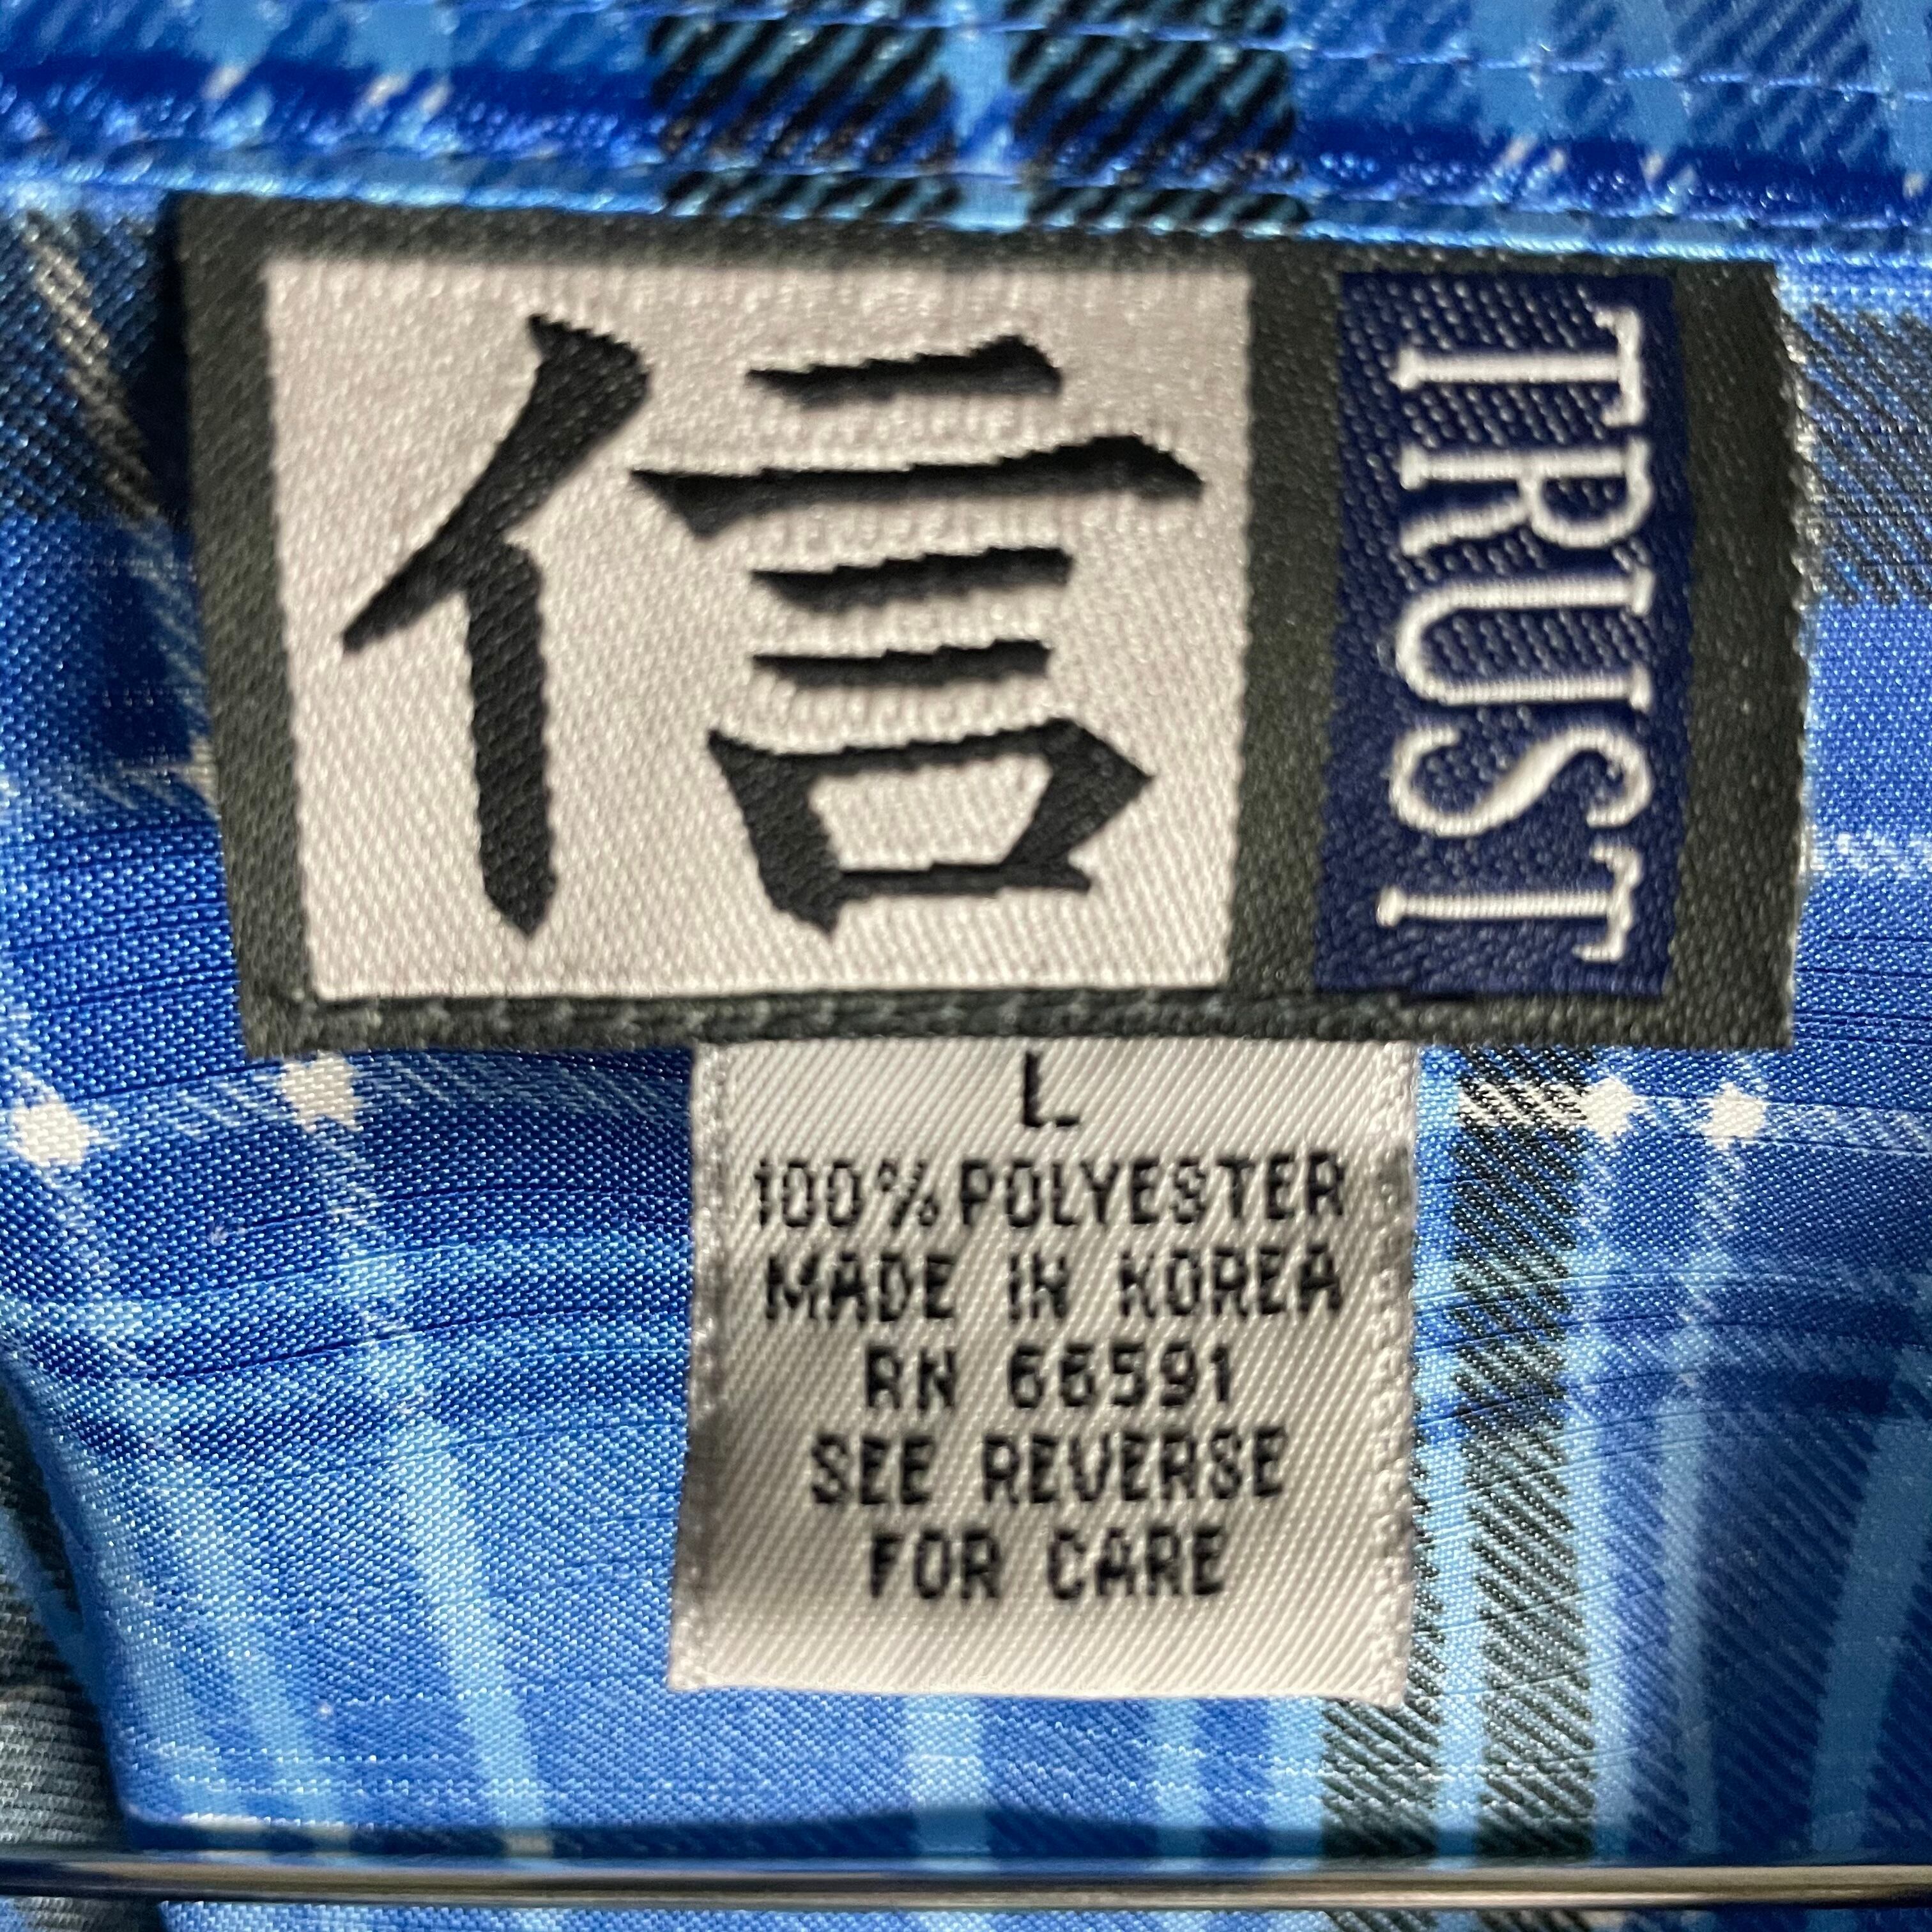 信
TRUST
L
100% POLYESTER
MADE IN KOREA
RN 66591
SEE REVERSE
FOR CARE